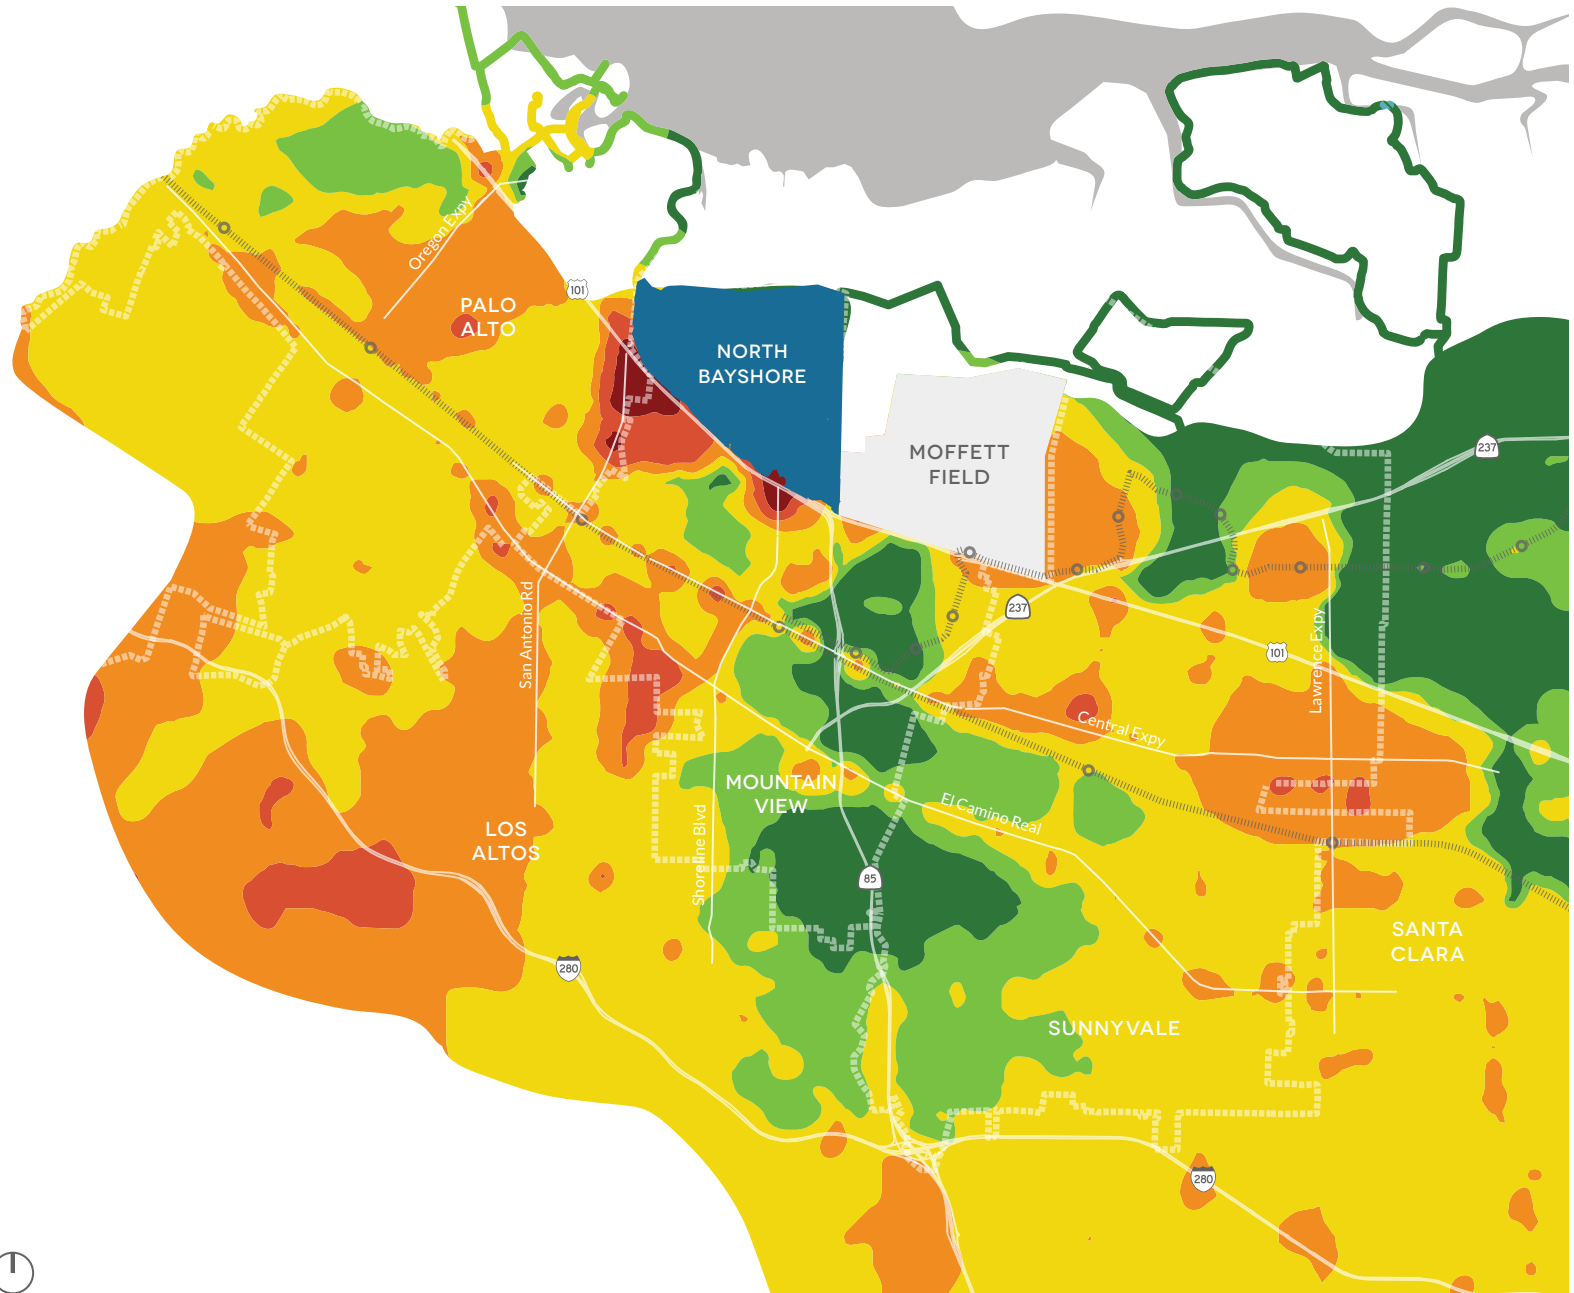 Oregon Expy
PALO
ALTO
101
NORTH
BAYSHORE
MOFFETT
FIELD
237
237
101
San Antonio Rd
Lawrence Expy
Central Expy
MOUNTAIN
VIEW
El Camino Real
LOS
ALTOS
Shoreline Blvd
85
SANTA
CLARA
280
SUNNYVALE
280